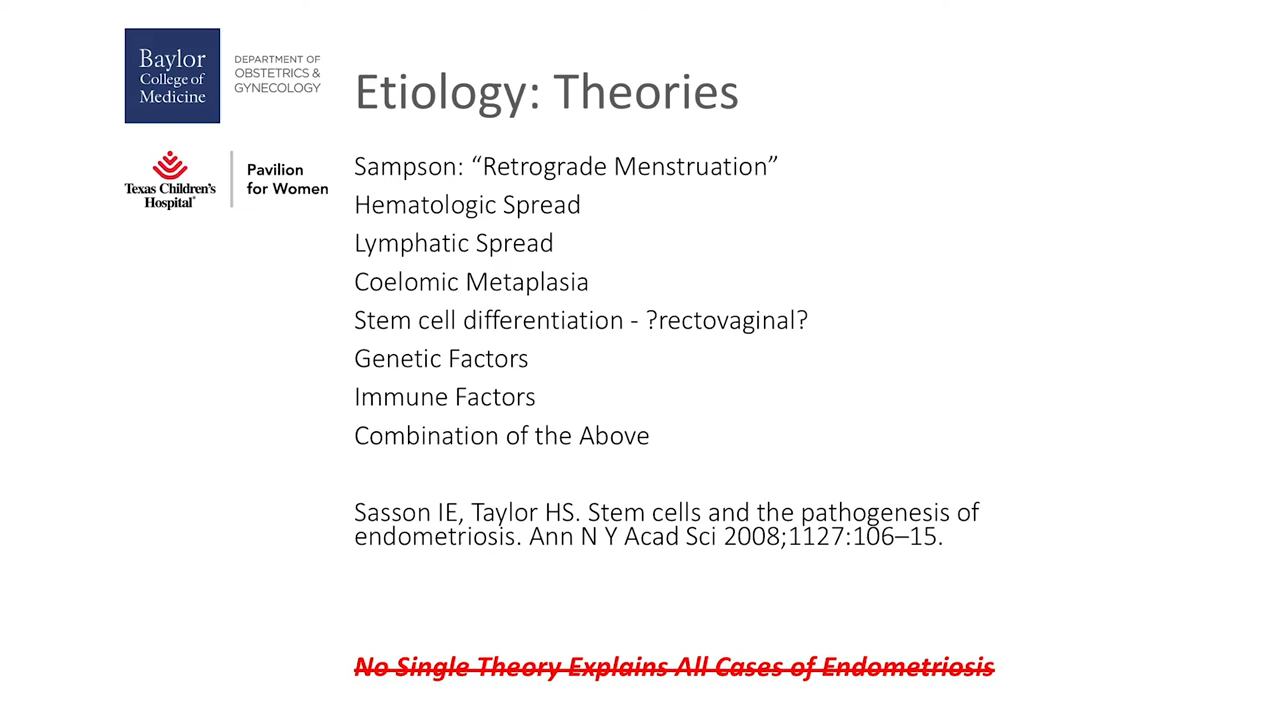 Baylor
College of
Medicine
DEPARTMENT OF
OBSTETRICS &
GYNECOLOGY
Texas Children's
Hospital®
Pavilion
for Women
Etiology: Theories
Sampson: “Retrograde Menstruation”
Hematologic Spread
Lymphatic Spread
Coelomic Metaplasia
Stem cell differentiation - ?rectovaginal?
Genetic Factors
Immune Factors
Combination of the Above
Sasson IE, Taylor HS. Stem cells and the pathogenesis of
endometriosis. Ann N Y Acad Sci 2008;1127:106–15.
No Single Theory Explains All Cases of Endometriosis